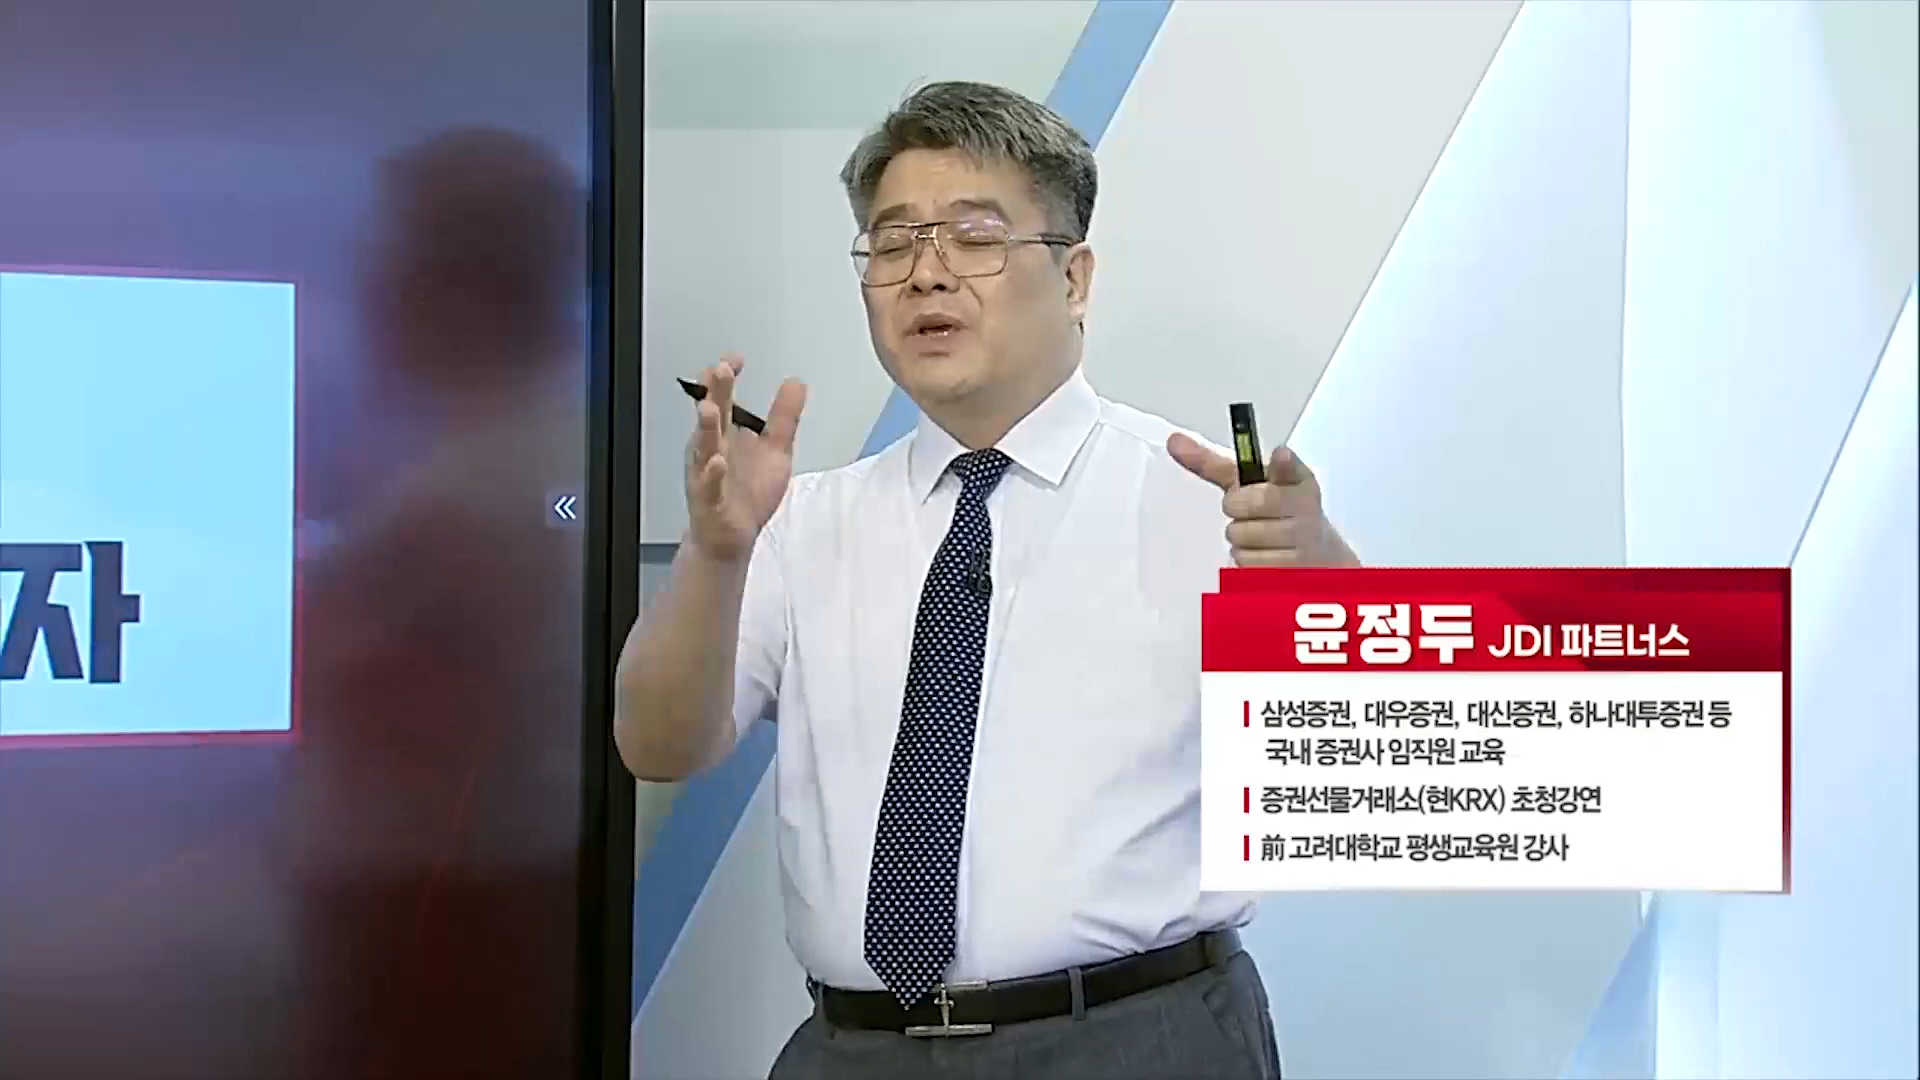 자
윤정두 JDI 파트너스
삼성증권, 대우증권, 대신증권, 하나대투증권 등
국내 증권사 임직원 교육
증권선물거래소(현KRX) 초청강연
前 고려대학교 평생교육원 강사